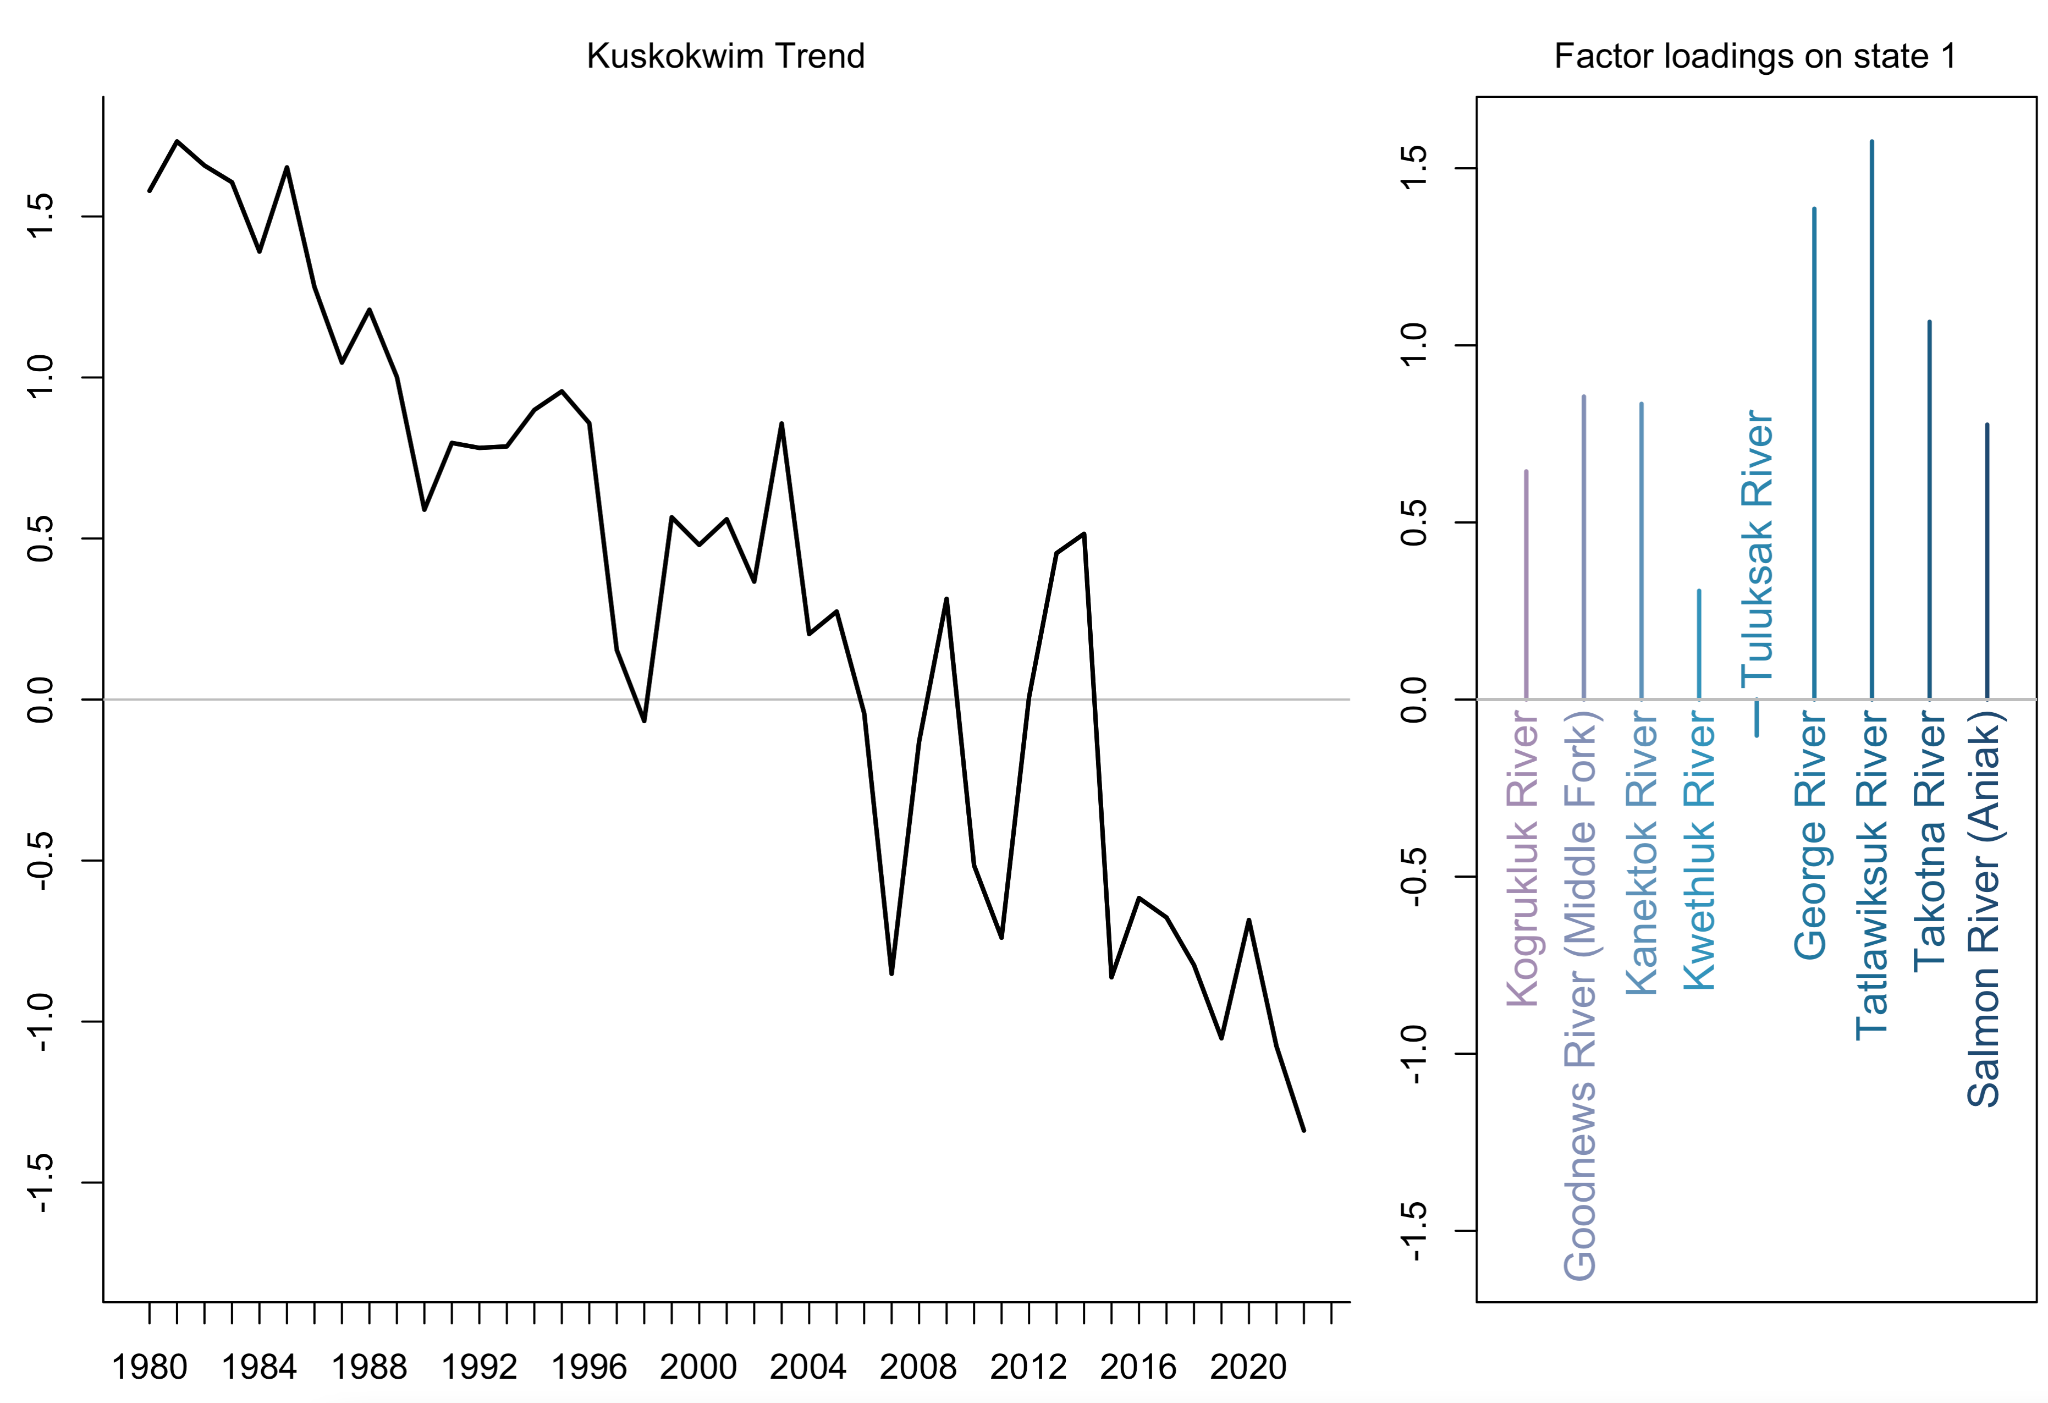 Kuskokwim Trend
1.5
1.0
0.5
0.0
-0.5
-1.0
-1.5
1980 1984 1988 1992 1996 2000 2004 2008 2012 2016 2020
Factor loadings on state 1
1.5
1.0
0.5
0.0
-0.5
-1.0
-1.5
Kogrukluk River
Goodnews River (Middle Fork)
Kanektok River
Kwethluk River
Tuluksak River
George River
Tatlawiksuk River
Takotna River
Salmon River (Aniak)